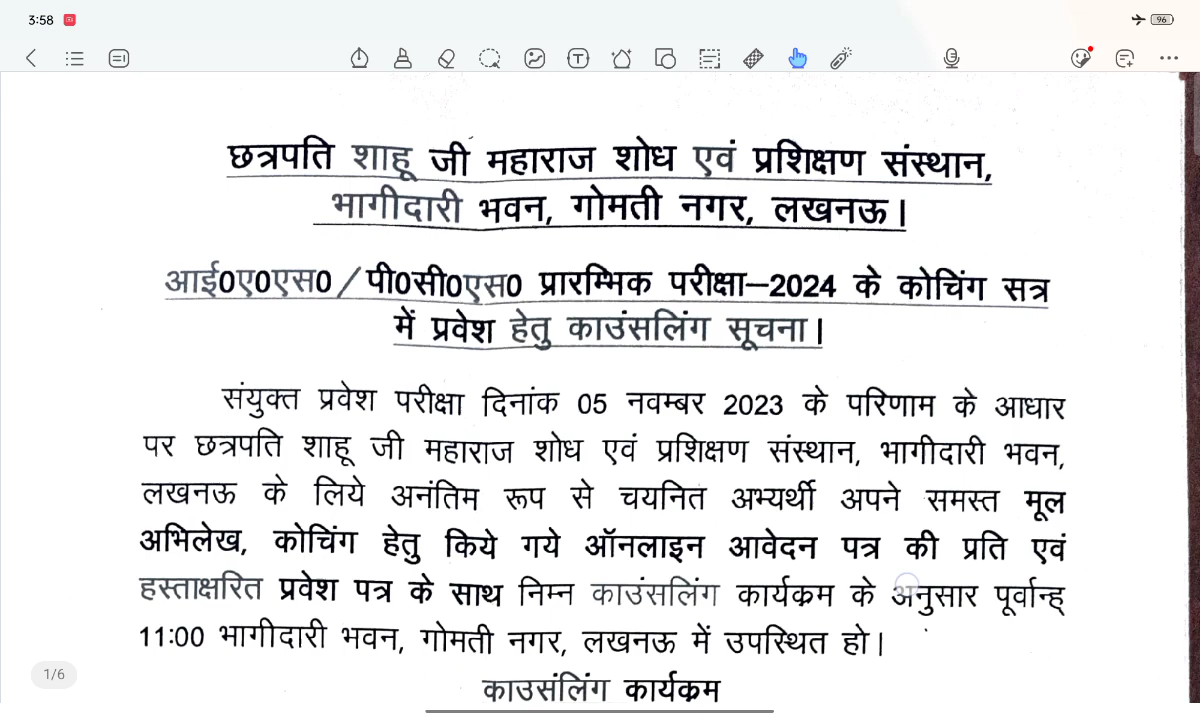 3:58
96
छत्रपति शाहू जी महाराज शोध एवं प्रशिक्षण संस्थान,
भागीदारी भवन, गोमती नगर, लखनऊ।
आई0ए0एस0 / पी0सी0एस0 प्रारम्भिक परीक्षा–2024 के कोचिंग सत्र
में प्रवेश हेतु काउंसलिंग सूचना।
संयुक्त प्रवेश परीक्षा दिनांक 05 नवम्बर 2023 के परिणाम के आधार
पर छत्रपति शाहू जी महाराज शोध एवं प्रशिक्षण संस्थान, भागीदारी भवन,
लखनऊ के लिये अनंतिम रूप से चयनित अभ्यर्थी अपने समस्त मूल
अभिलेख, कोचिंग हेतु किये गये ऑनलाइन आवेदन पत्र की प्रति एवं
हस्ताक्षरित प्रवेश पत्र के साथ निम्न काउंसलिंग कार्यक्रम के अनुसार पूर्वान्ह्
11:00 भागीदारी भवन, गोमती नगर, लखनऊ में उपस्थित हो।
काउसंलिंग कार्यक्रम
1/6